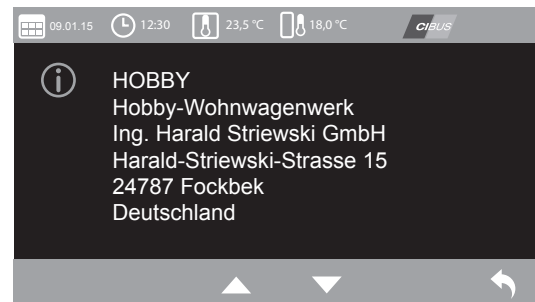 09.01.15 12:30 23,5 °C 18,0 °C CIBUS
HOBBY
Hobby-Wohnwagenwerk
Ing. Harald Striewski GmbH
Harald-Striewski-Strasse 15
24787 Fockbek
Deutschland